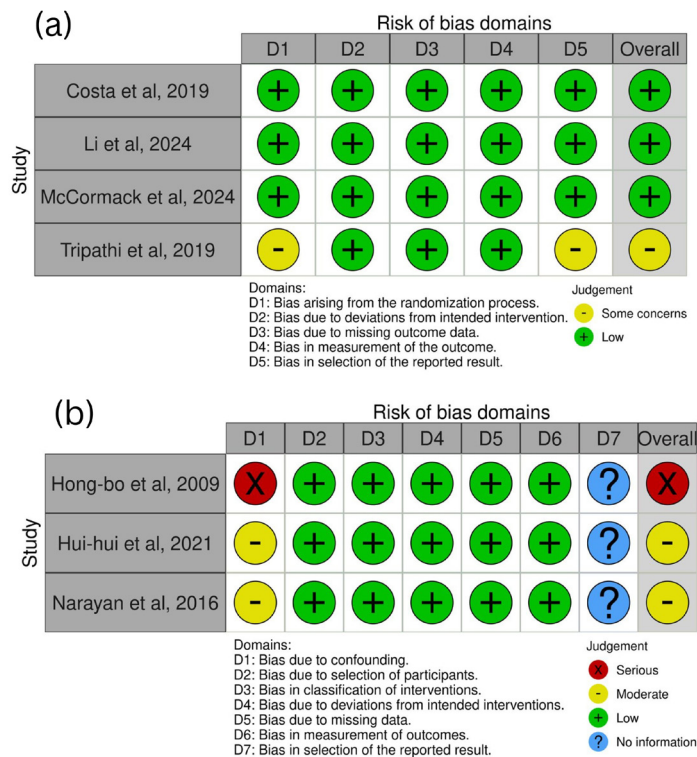 (a)
Risk of bias domains
D1 D2 D3 D4 D5 Overall
Study
Costa et al, 2019 + + + + + +
Li et al, 2024 + + + + + +
McCormack et al, 2024 + + + + + +
Tripathi et al, 2019 - + + + - -
Domains:
D1: Bias arising from the randomization process.
D2: Bias due to deviations from intended intervention.
D3: Bias due to missing outcome data.
D4: Bias in measurement of the outcome.
D5: Bias in selection of the reported result.
Judgement
- Some concerns
+ Low
(b)
Risk of bias domains
D1 D2 D3 D4 D5 D6 D7 Overall
Study
Hong-bo et al, 2009 X + + + + + ? X
Hui-hui et al, 2021 - + + + + + ? -
Narayan et al, 2016 - + + + + + ? -
Domains:
D1: Bias due to confounding.
D2: Bias due to selection of participants.
D3: Bias in classification of interventions.
D4: Bias due to deviations from intended interventions.
D5: Bias due to missing data.
D6: Bias in measurement of outcomes.
D7: Bias in selection of the reported result.
Judgement
X Serious
- Moderate
+ Low
? No information